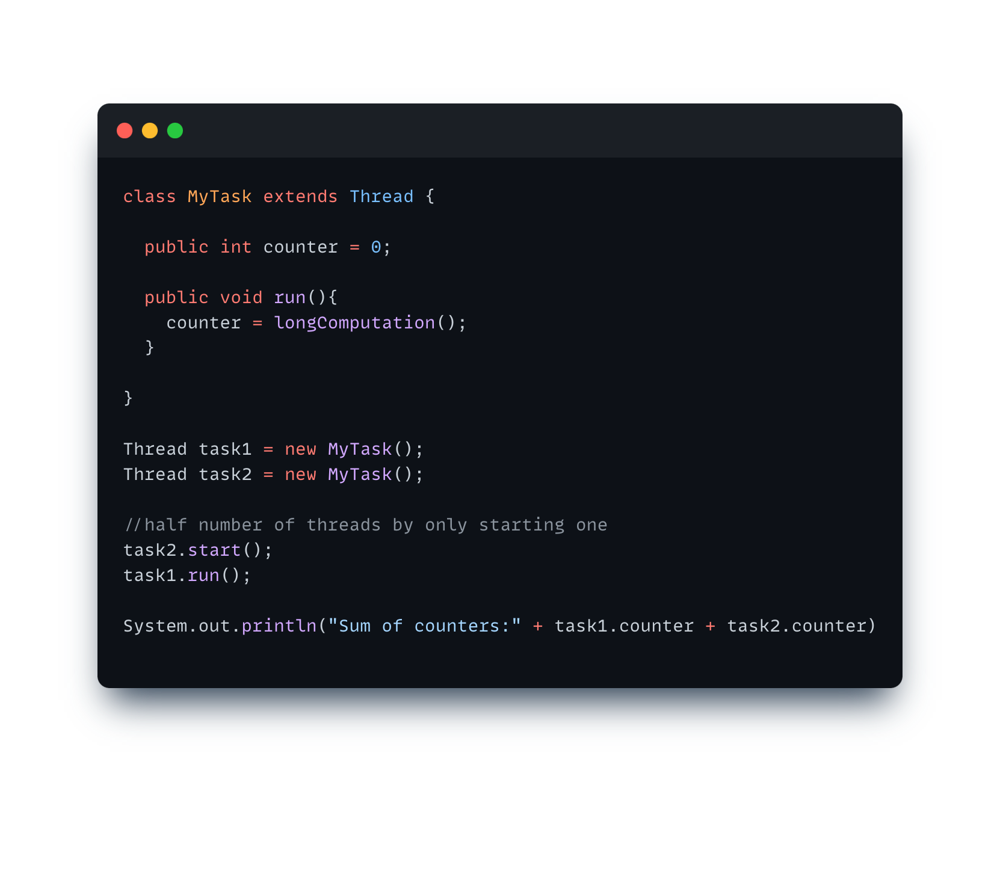 class MyTask extends Thread {
public int counter = 0;
public void run(){
counter = longComputation();
}
}
Thread task1 = new MyTask();
Thread task2 = new MyTask();
//half number of threads by only starting one
task2.start();
task1.run();
System.out.println("Sum of counters:" + task1.counter + task2.counter)